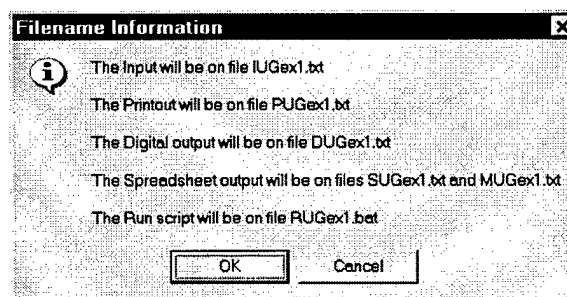 Filename Information
The Input will be on file IUGex1.txt
The Printout will be on file PUGex1.txt
The Digital output will be on file DUGex1.txt
The Spreadsheet output will be on files SUGex1.txt and MUGex1.txt
The Run script will be on file RUGex1.bat
OK Cancel